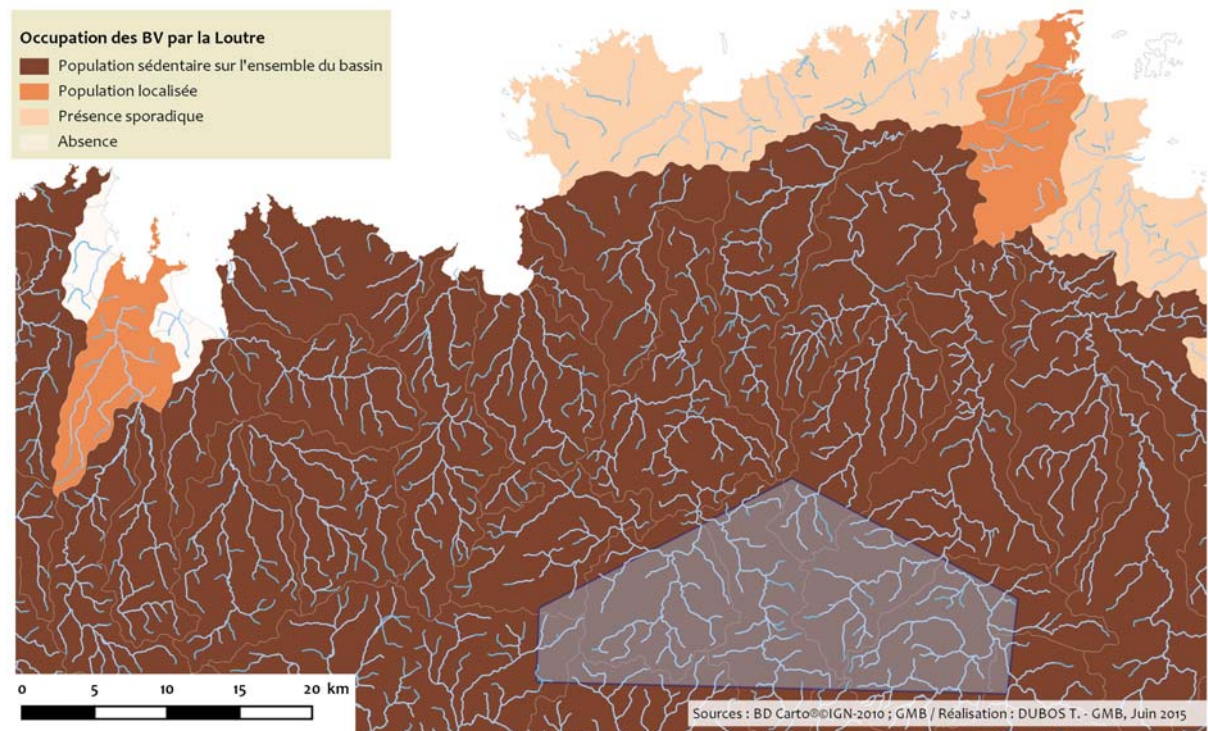 Occupation des BV par la Loutre
Population sédentaire sur l'ensemble du bassin
Population localisée
Présence sporadique
Absence
0 5 10 15 20 km
Sources : BD Carto®©IGN-2010 ; GMB / Réalisation : DUBOS T. - GMB, Juin 2015